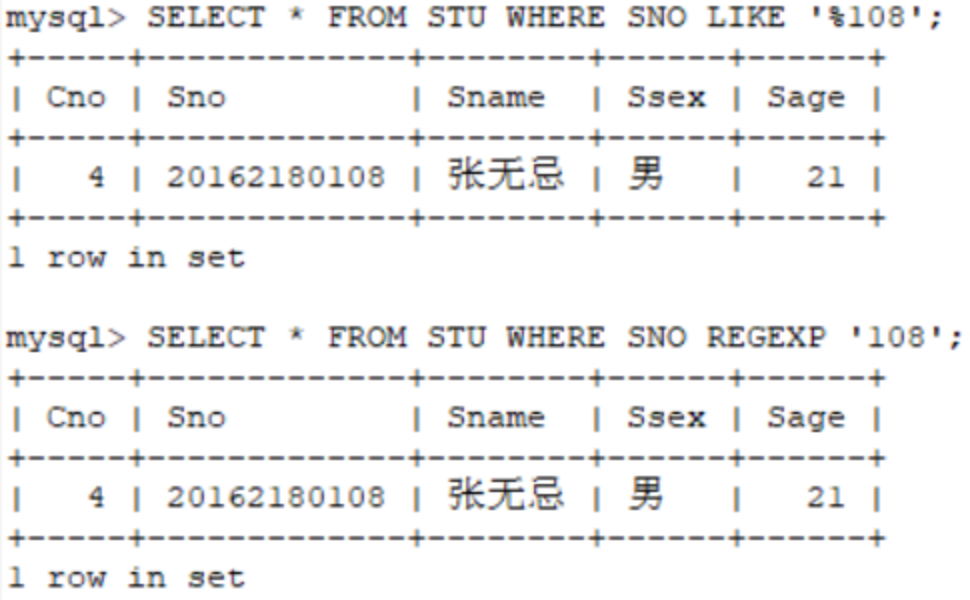 mysql> SELECT * FROM STU WHERE SNO LIKE '%108';
+-----+-------------+--------+------+------+
| Cno | Sno         | Sname  | Ssex | Sage |
+-----+-------------+--------+------+------+
|   4 | 20162180108 | 张无忌 | 男   |   21 |
+-----+-------------+--------+------+------+
1 row in set
mysql> SELECT * FROM STU WHERE SNO REGEXP '108';
+-----+-------------+--------+------+------+
| Cno | Sno         | Sname  | Ssex | Sage |
+-----+-------------+--------+------+------+
|   4 | 20162180108 | 张无忌 | 男   |   21 |
+-----+-------------+--------+------+------+
1 row in set